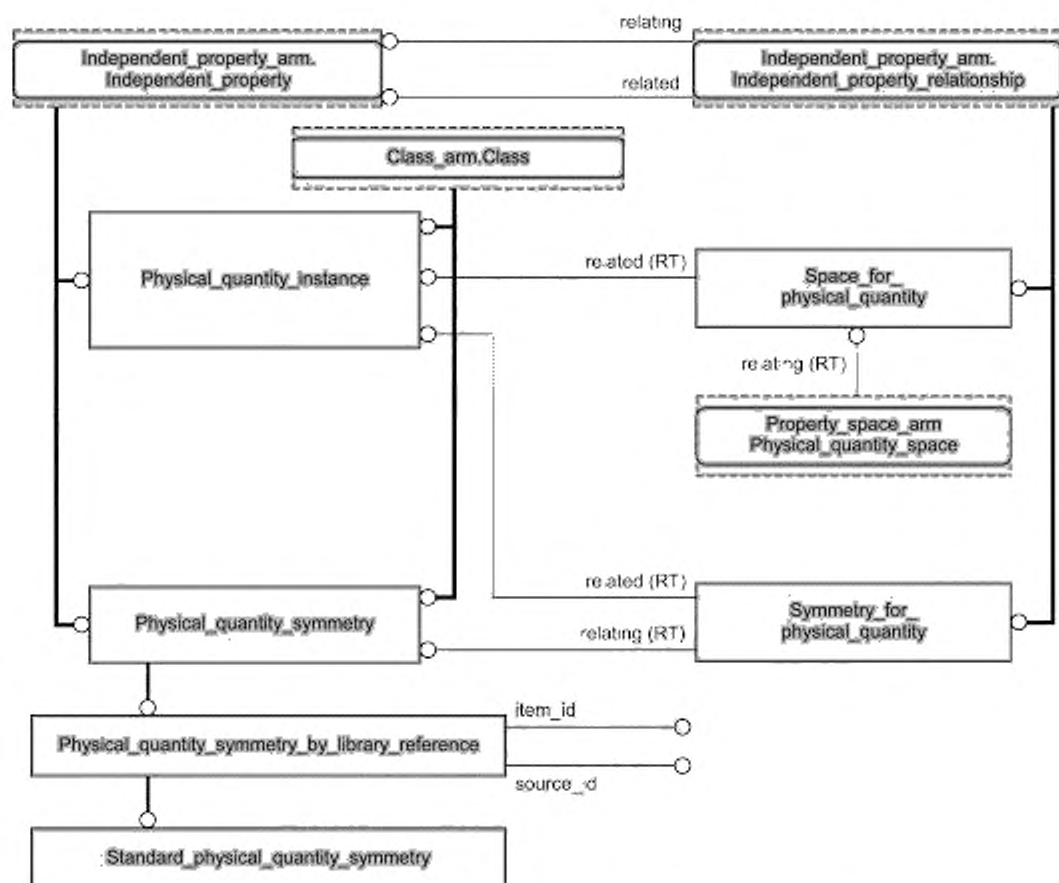 relating
Independent_property_arm.
Independent_property
Independent_property_arm.
Independent_property_relationship
related
Class_arm.Class
Physical_quantity_instance
related (RT)
Space_for_
physical_quantity
relating (RT)
Property_space_arm
Physical_quantity_space
related (RT)
Physical_quantity_symmetry
Symmetry_for_
physical_quantity
relating (RT)
item_id
Physical_quantity_symmetry_by_library_reference
source_id
Standard_physical_quantity_symmetry